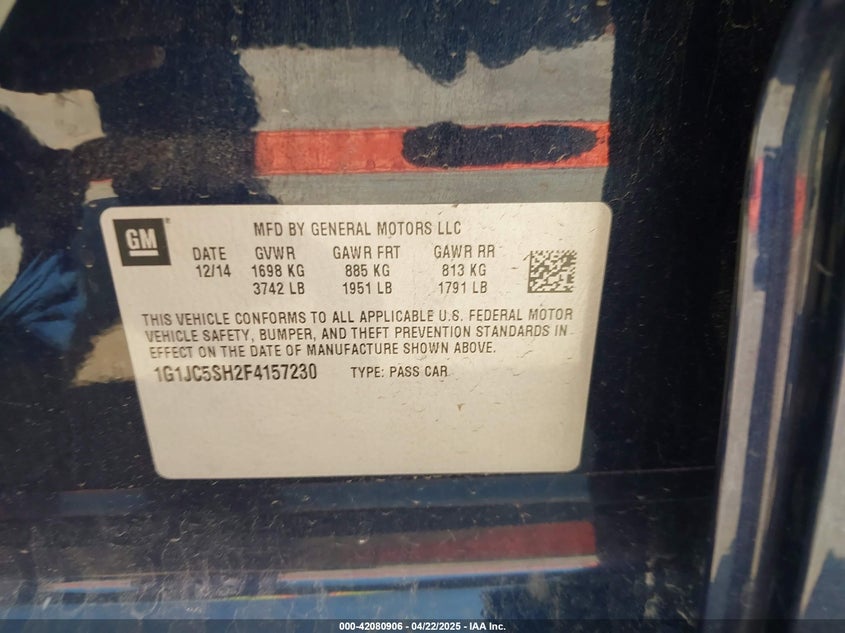 GM
MFD BY GENERAL MOTORS LLC
DATE GVWR GAWR FRT GAWR RR
12/14 1698 KG 885 KG 813 KG
3742 LB 1951 LB 1791 LB
THIS VEHICLE CONFORMS TO ALL APPLICABLE U.S. FEDERAL MOTOR
VEHICLE SAFETY, BUMPER, AND THEFT PREVENTION STANDARDS IN
EFFECT ON THE DATE OF MANUFACTURE SHOWN ABOVE.
1G1JC5SH2F4157230 TYPE: PASS CAR
000-42080906 - 04/22/2025 - IAA Inc.